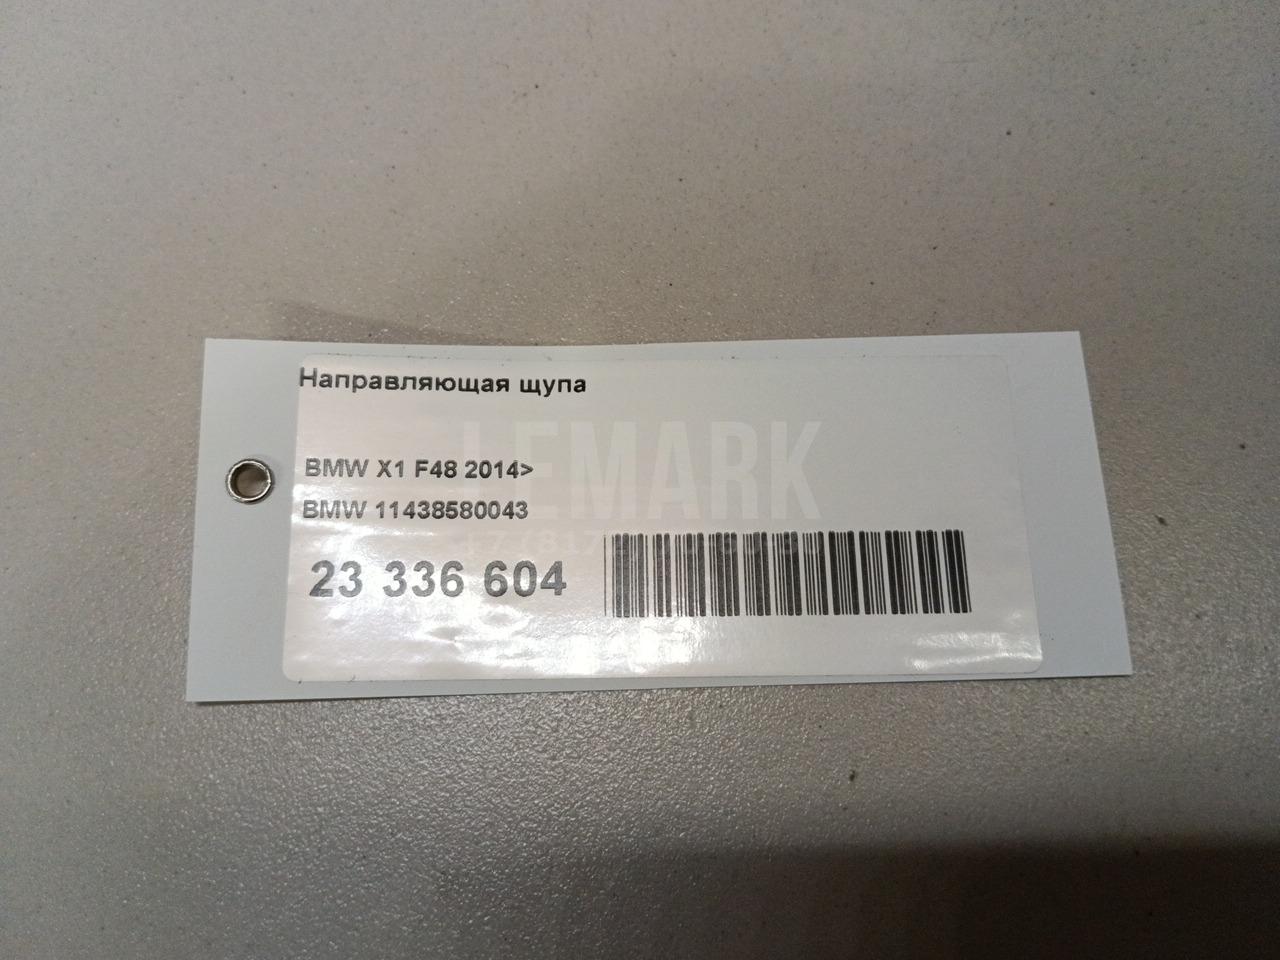 Направляющая щупа
LEMARK
BMW X1 F48 2014>
BMW 11438580043
23 336 604